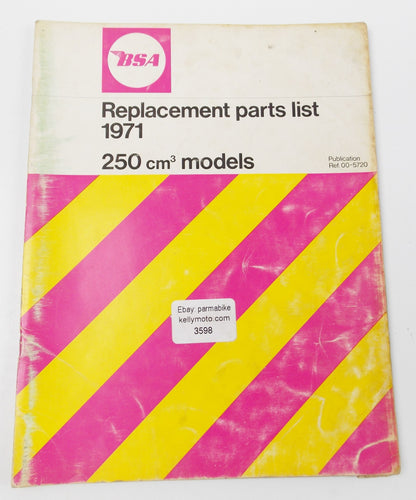 BSA
Replacement parts list
1971
250 cm³ models
Publication
Ref. 00-5720
Ebay: parmabike
kellymoto.com
3598